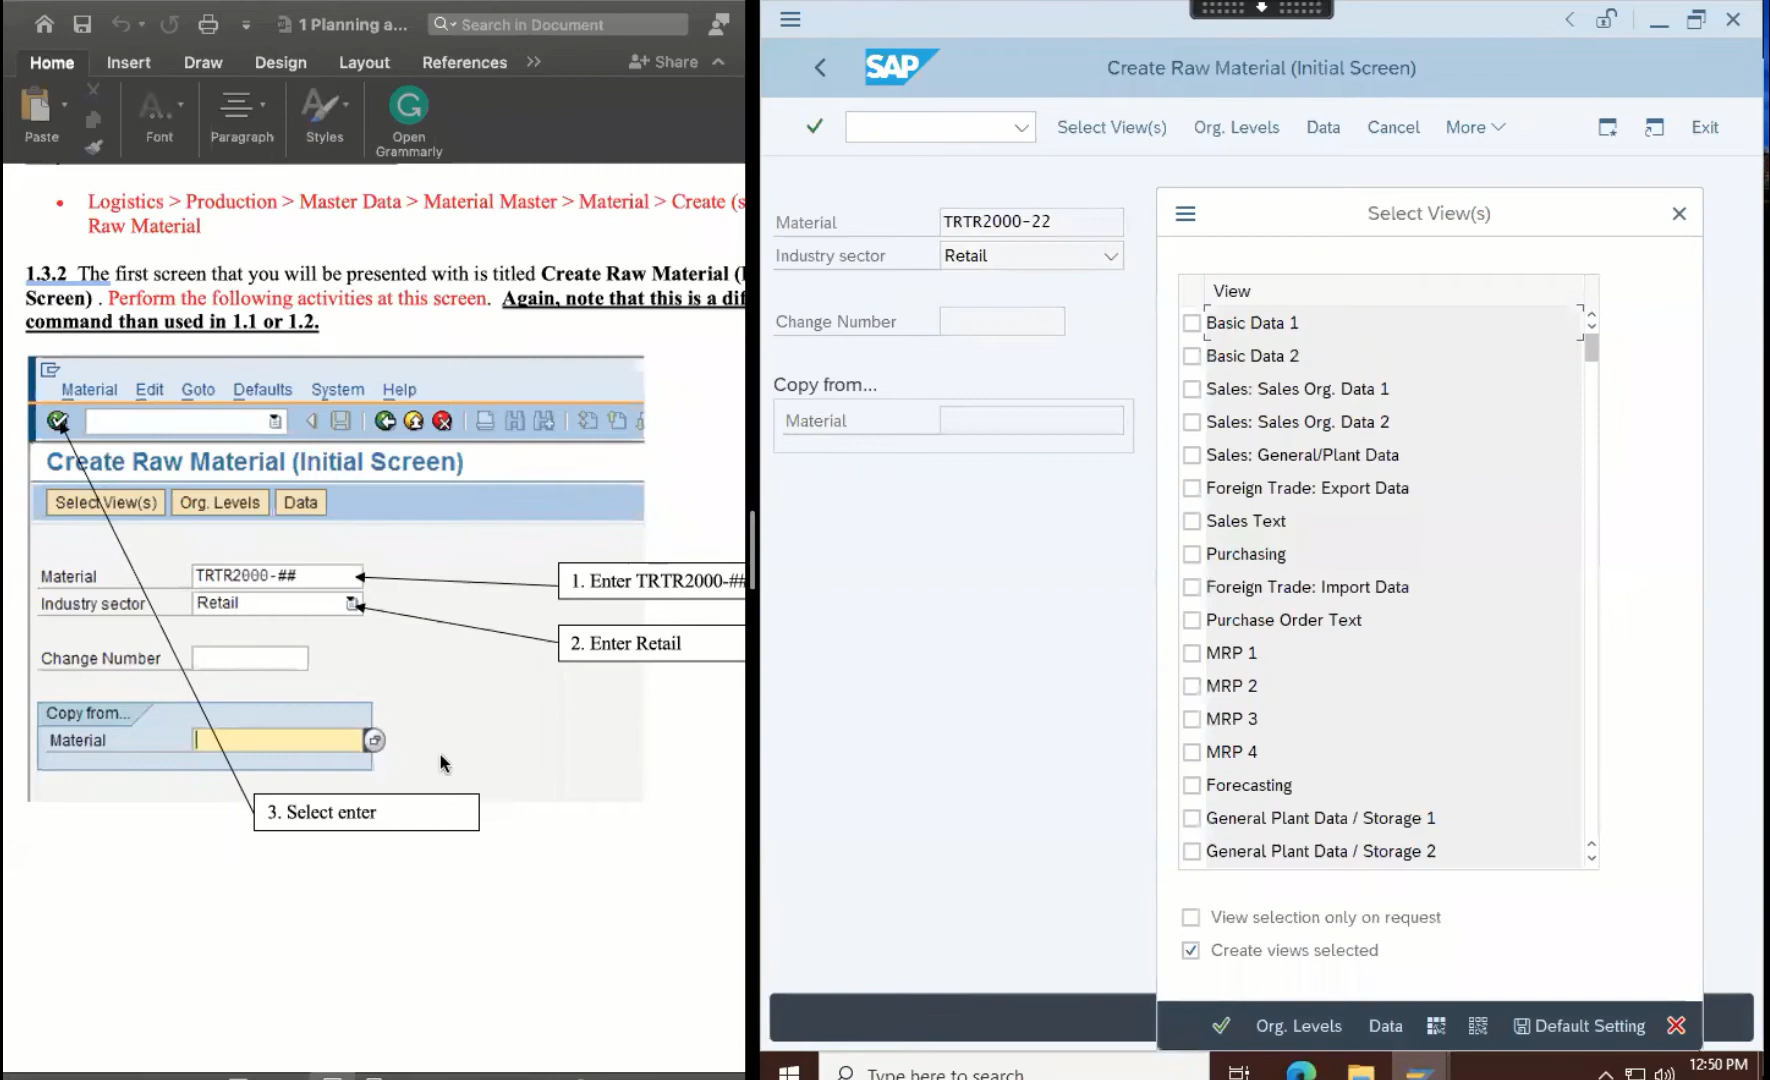 1 Planning a...
Search in Document
Home Insert Draw Design Layout References >> Share
Paste Font Paragraph Styles Open Grammarly
Logistics > Production > Master Data > Material Master > Material > Create (s
Raw Material
1.3.2 The first screen that you will be presented with is titled Create Raw Material (I
Screen) . Perform the following activities at this screen. Again, note that this is a dif
command than used in 1.1 or 1.2.
Material Edit Goto Defaults System Help
Create Raw Material (Initial Screen)
Select View(s) Org. Levels Data
Material TRTR2000-##
1. Enter TRTR2000-##
Industry sector Retail
2. Enter Retail
Change Number
Copy from...
Material
3. Select enter
SAP
Create Raw Material (Initial Screen)
Select View(s) Org. Levels Data Cancel More Exit
Material TRTR2000-22
Industry sector Retail
Change Number
Copy from...
Material
Select View(s)
View
Basic Data 1
Basic Data 2
Sales: Sales Org. Data 1
Sales: Sales Org. Data 2
Sales: General/Plant Data
Foreign Trade: Export Data
Sales Text
Purchasing
Foreign Trade: Import Data
Purchase Order Text
MRP 1
MRP 2
MRP 3
MRP 4
Forecasting
General Plant Data / Storage 1
General Plant Data / Storage 2
View selection only on request
Create views selected
Org. Levels Data Default Setting
Type here to search
12:50 PM